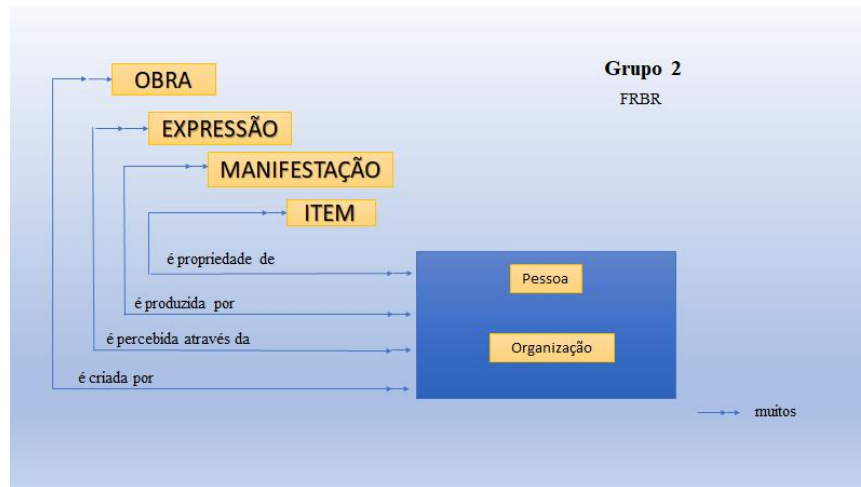 Grupo 2
FRBR
OBRA
EXPRESSÃO
MANIFESTAÇÃO
ITEM
é propriedade de
Pessoa
é produzida por
é percebida através da
Organização
é criada por
muitos